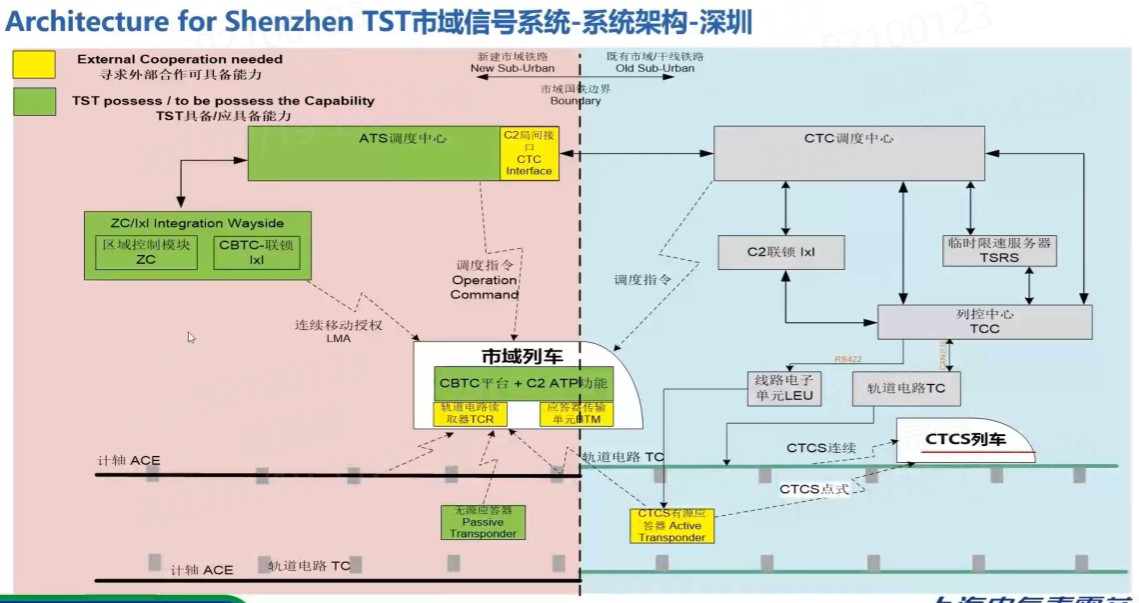 Architecture for Shenzhen TST市域信号系统-系统架构-深圳
External Cooperation needed
寻求外部合作可具备能力
TST possess / to be possess the Capability
TST具备/应具备能力
新建市域铁路
New Sub-Urban
既有市域/干线铁路
Old Sub-Urban
市域国铁边界
Boundary
ATS调度中心
C2局间接
口
CTC
Interface
CTC调度中心
ZC/IxI Integration Wayside
区域控制模块
ZC
CBTC-联锁
IxI
C2联锁 IxI
临时限速服务器
TSRS
调度指令
Operation
Command
调度指令
连续移动授权
LMA
列控中心
TCC
市域列车
CBTC平台 + C2 ATP功能
轨道电路读
取器TCR
应答器传输
单元BTM
RS422
线路电子
单元LEU
轨道电路TC
CTCS连续
CTCS列车
计轴 ACE
轨道电路 TC
CTCS点式
无源应答器
Passive
Transponder
CTCS有源应
答器 Active
Transponder
计轴 ACE
轨道电路 TC
92100123